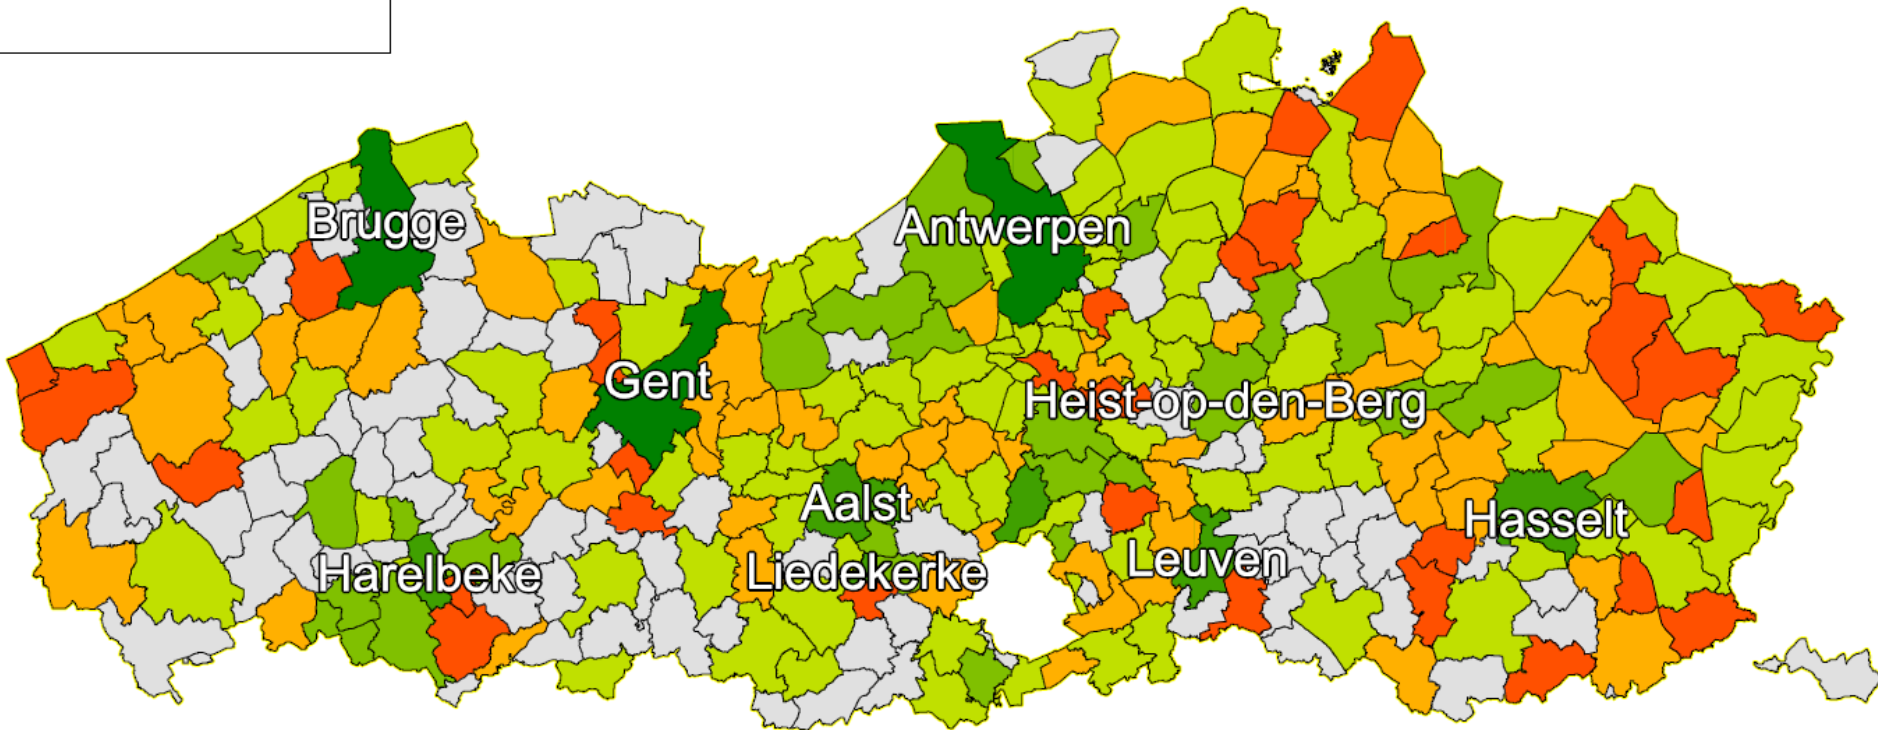 Brugge
Antwerpen
Gent
Heist-op-den-Berg
Aalst
Hasselt
Harelbeke
Liedekerke
Leuven